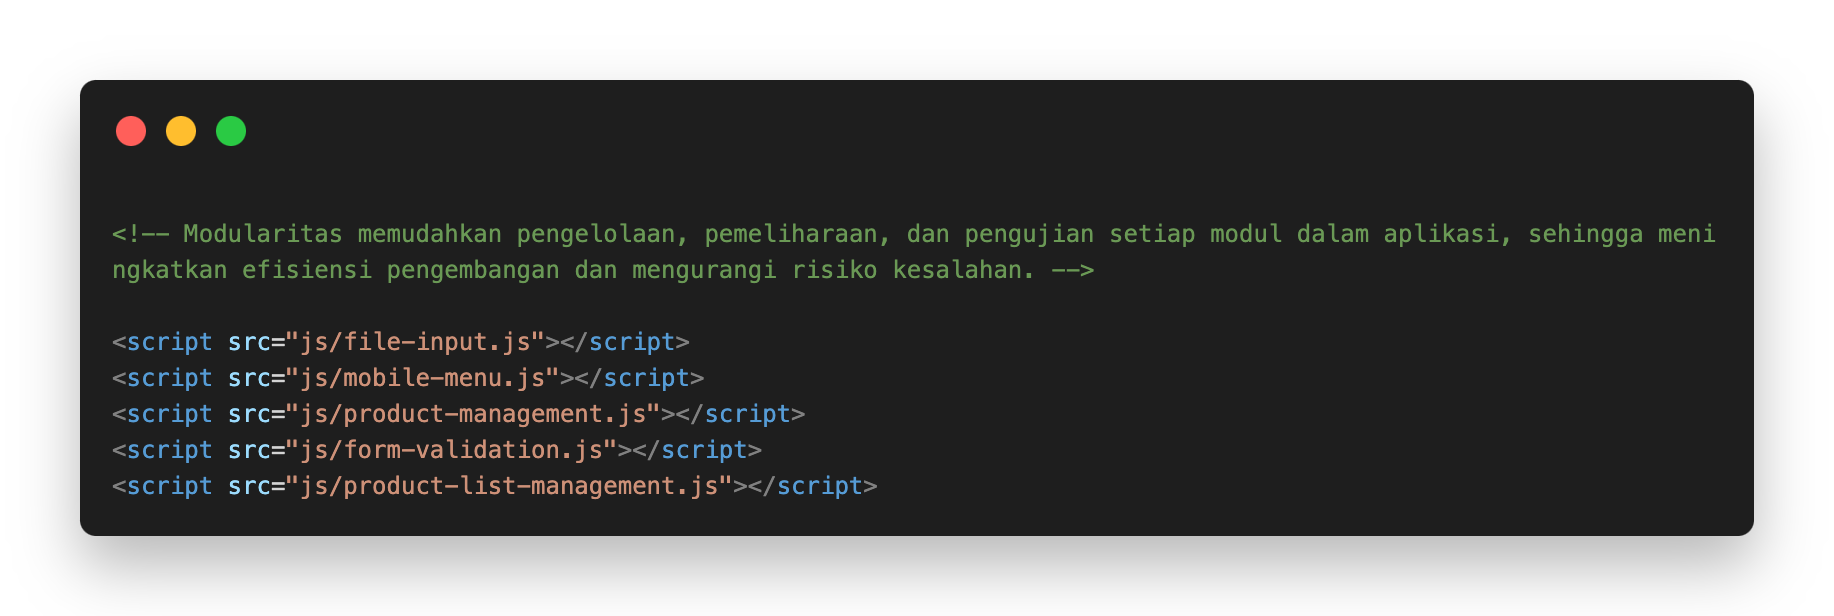 <!-- Modularitas memudahkan pengelolaan, pemeliharaan, dan pengujian setiap modul dalam aplikasi, sehingga meni
ngkatkan efisiensi pengembangan dan mengurangi risiko kesalahan. -->
<script src="js/file-input.js"></script>
<script src="js/mobile-menu.js"></script>
<script src="js/product-management.js"></script>
<script src="js/form-validation.js"></script>
<script src="js/product-list-management.js"></script>